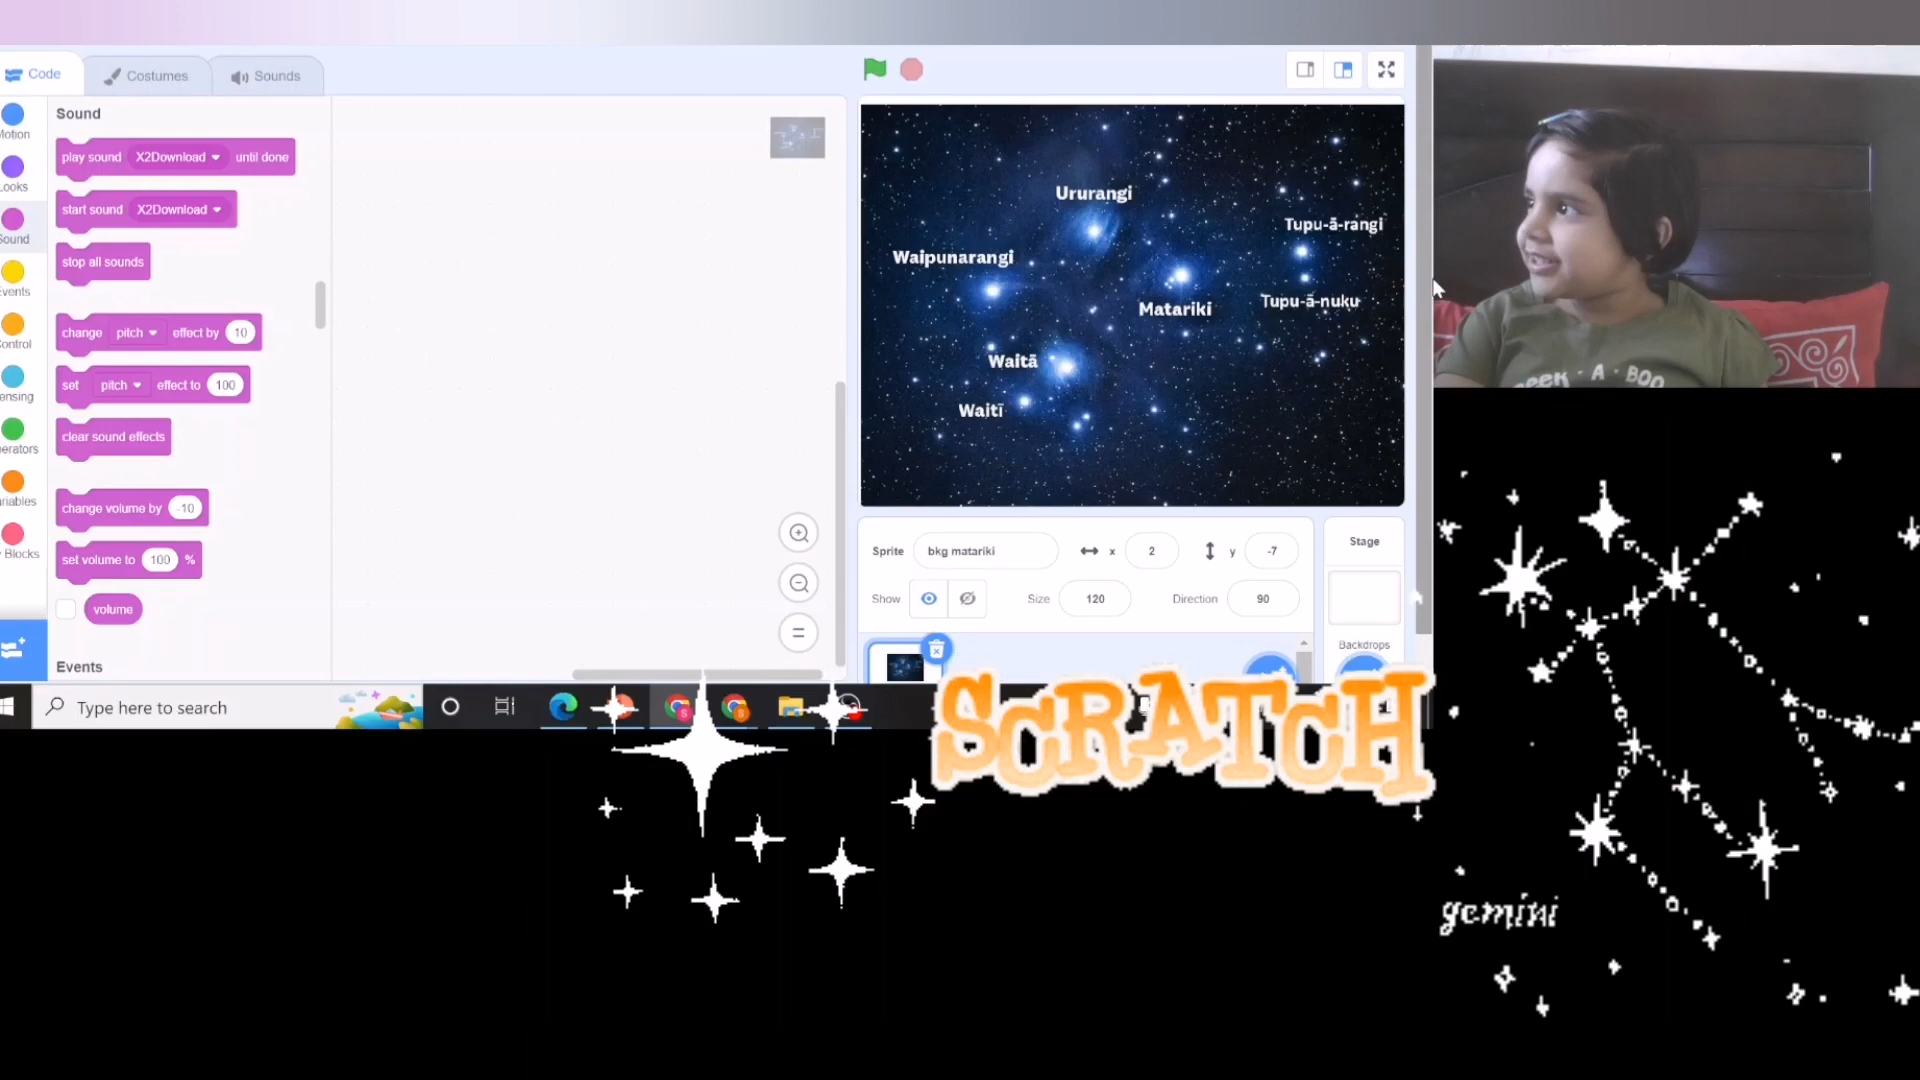 Code
Costumes
Sounds
Motion
Looks
Sound
Events
Control
Sensing
Operators
Variables
My Blocks
Sound
play sound X2Download until done
start sound X2Download
stop all sounds
change pitch effect by 10
set pitch effect to 100
clear sound effects
change volume by -10
set volume to 100 %
volume
Events
Ururangi
Tupu-ā-rangi
Waipunarangi
Matariki
Tupu-ā-nuku
Waitā
Waitī
PEEK · A · BOO
Sprite bkg matariki x 2 y -7
Show Size 120 Direction 90
Stage
Backdrops
Type here to search
SCRATCH
gemini